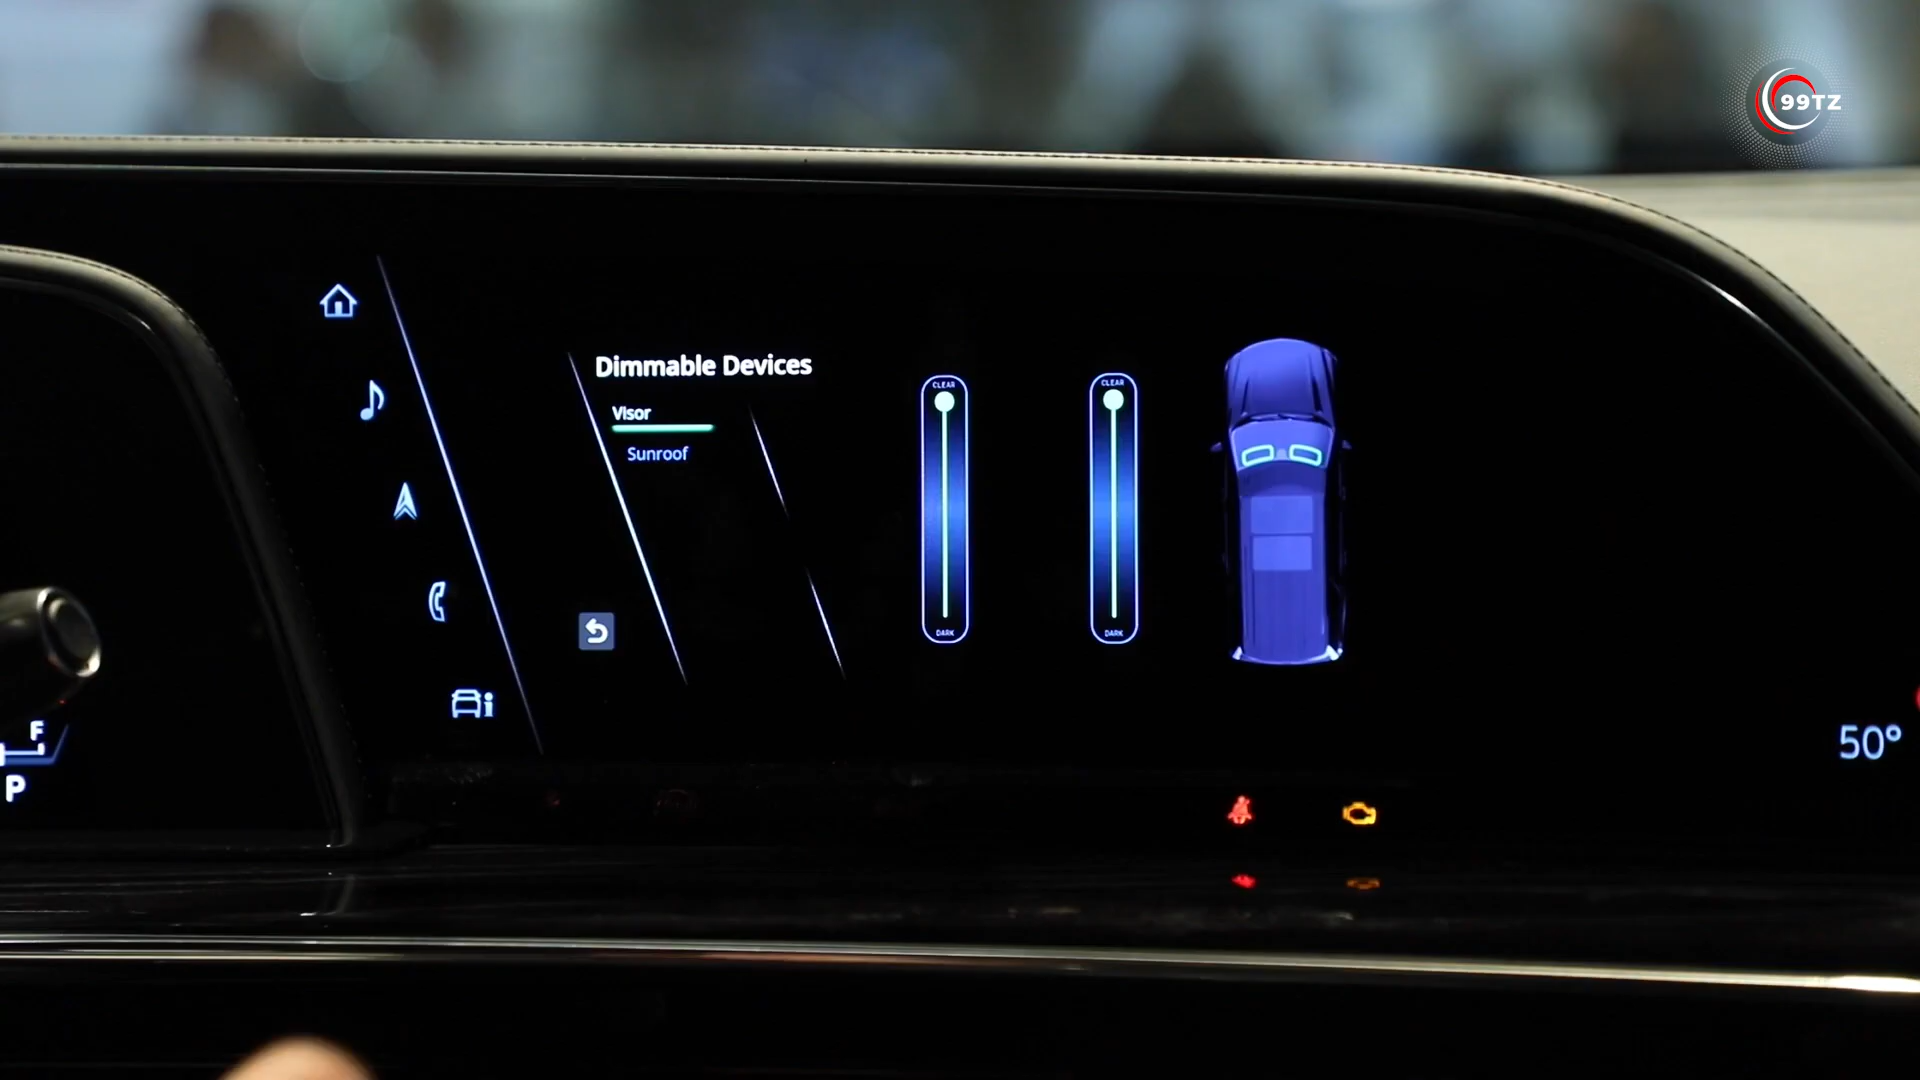 99TZ
Dimmable Devices
Visor
Sunroof
CLEAR
CLEAR
DARK
DARK
F
P
50°